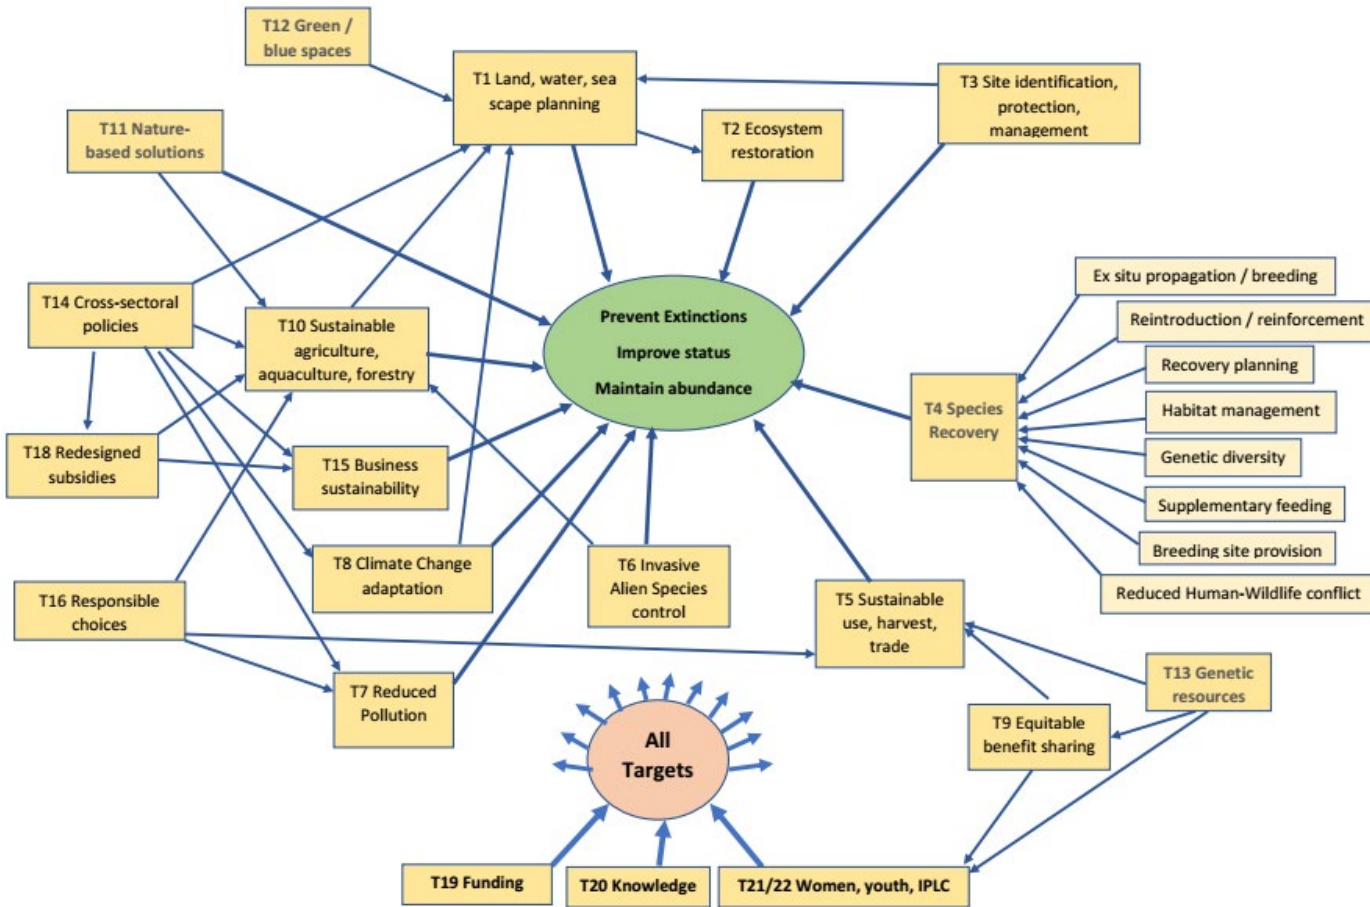 T12 Green /
blue spaces
T1 Land, water, sea
scape planning
T3 Site identification,
protection,
management
T11 Nature-
based solutions
T2 Ecosystem
restoration
T14 Cross-sectoral
policies
T10 Sustainable
agriculture,
aquaculture, forestry
Prevent Extinctions
Improve status
Maintain abundance
Ex situ propagation / breeding
Reintroduction / reinforcement
Recovery planning
Habitat management
Genetic diversity
Supplementary feeding
Breeding site provision
Reduced Human-Wildlife conflict
T4 Species
Recovery
T18 Redesigned
subsidies
T15 Business
sustainability
T8 Climate Change
adaptation
T6 Invasive
Alien Species
control
T16 Responsible
choices
T5 Sustainable
use, harvest,
trade
T7 Reduced
Pollution
T13 Genetic
resources
T9 Equitable
benefit sharing
All
Targets
T19 Funding
T20 Knowledge
T21/22 Women, youth, IPLC